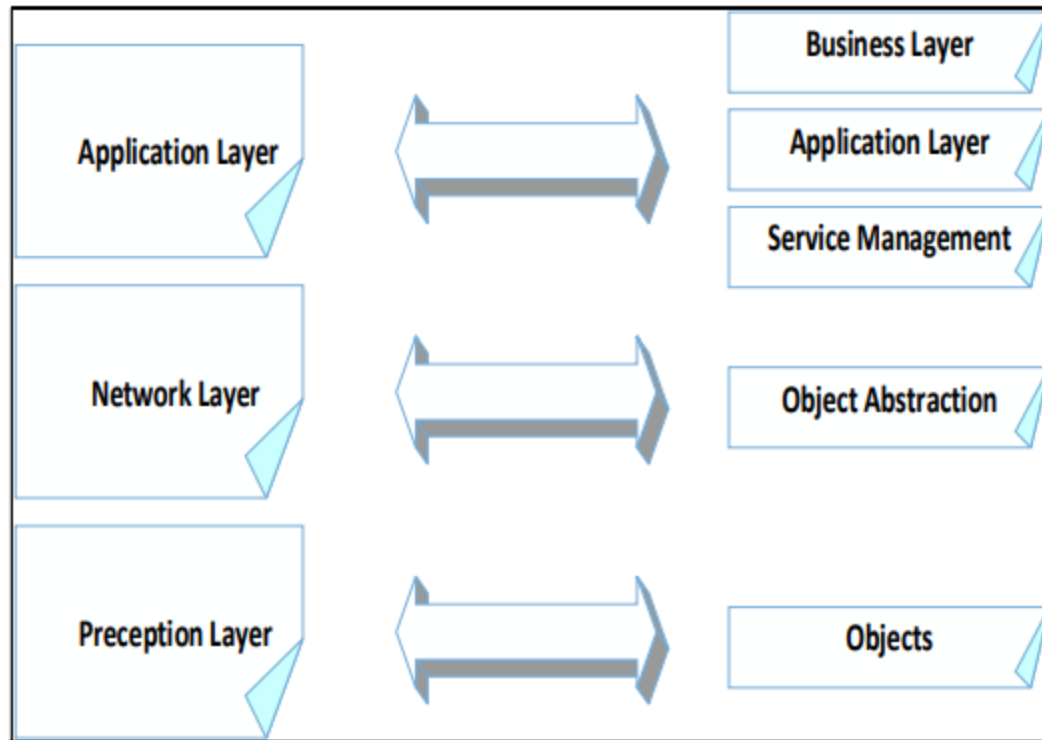 Application Layer
Network Layer
Preception Layer
Business Layer
Application Layer
Service Management
Object Abstraction
Objects